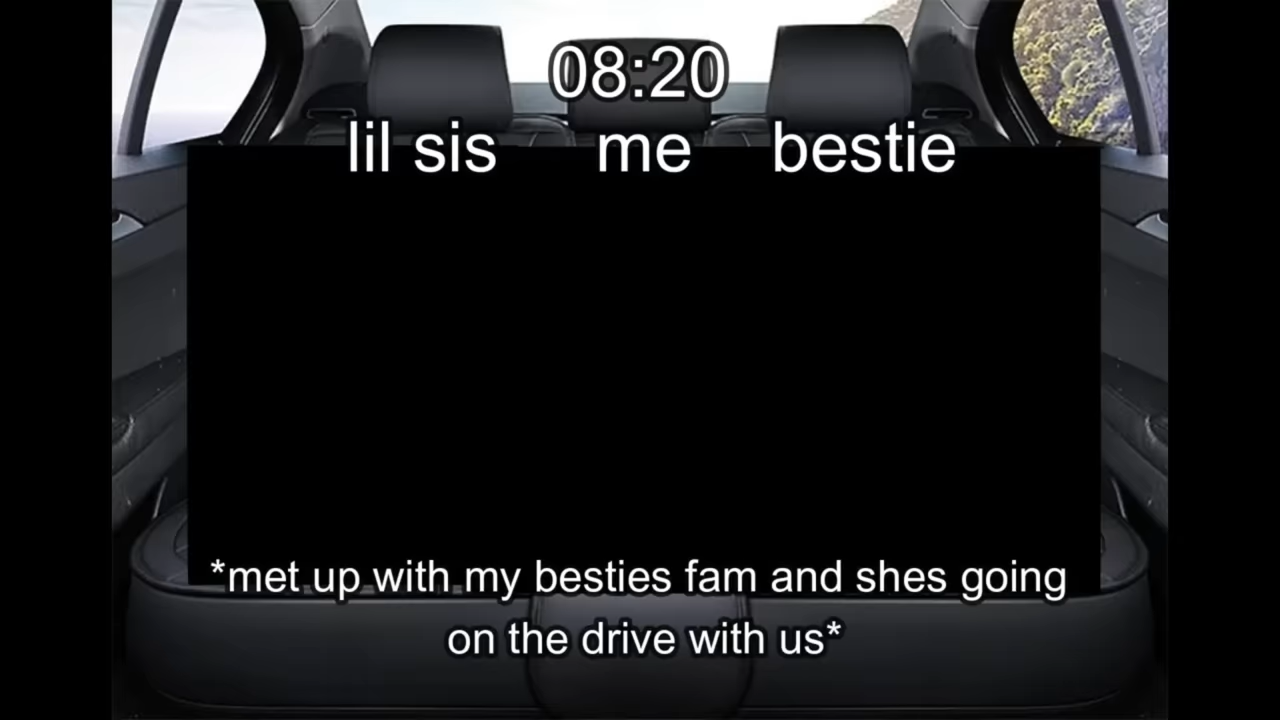 08:20
lil sis me bestie
*met up with my besties fam and shes going
on the drive with us*